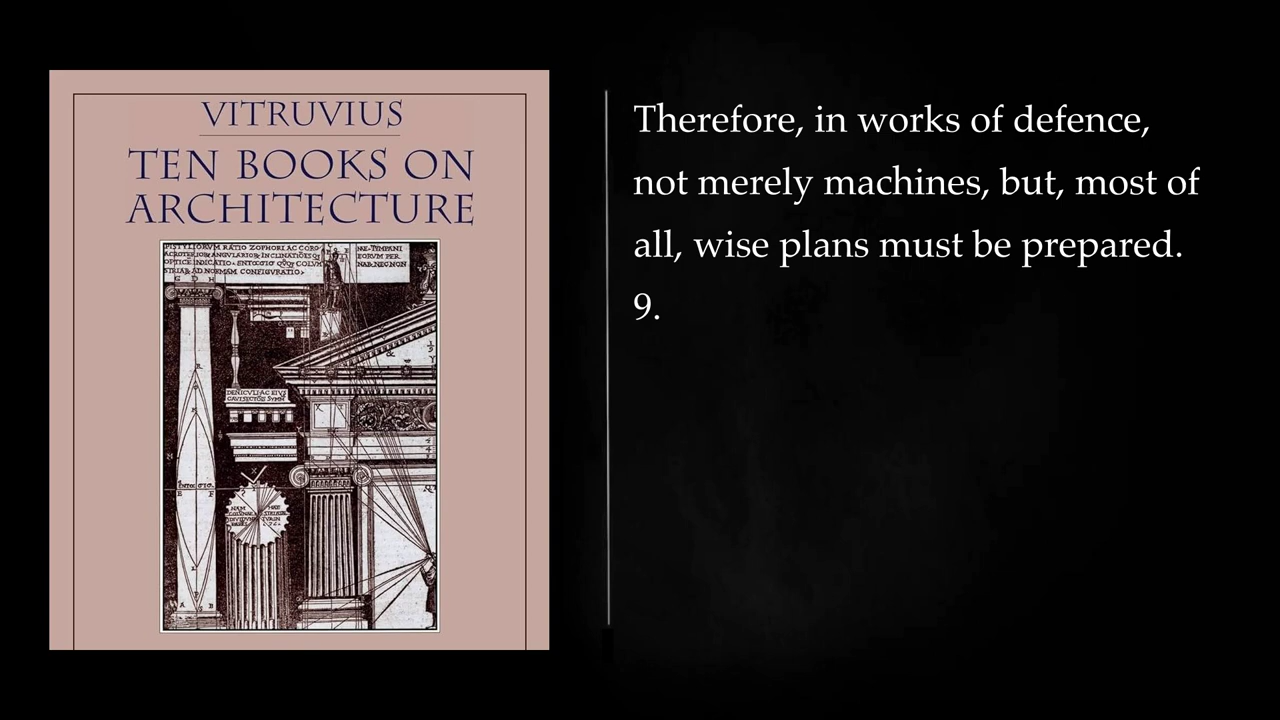 VITRUVIUS
TEN BOOKS ON
ARCHITECTURE
Therefore, in works of defence,
not merely machines, but, most of
all, wise plans must be prepared.
9.